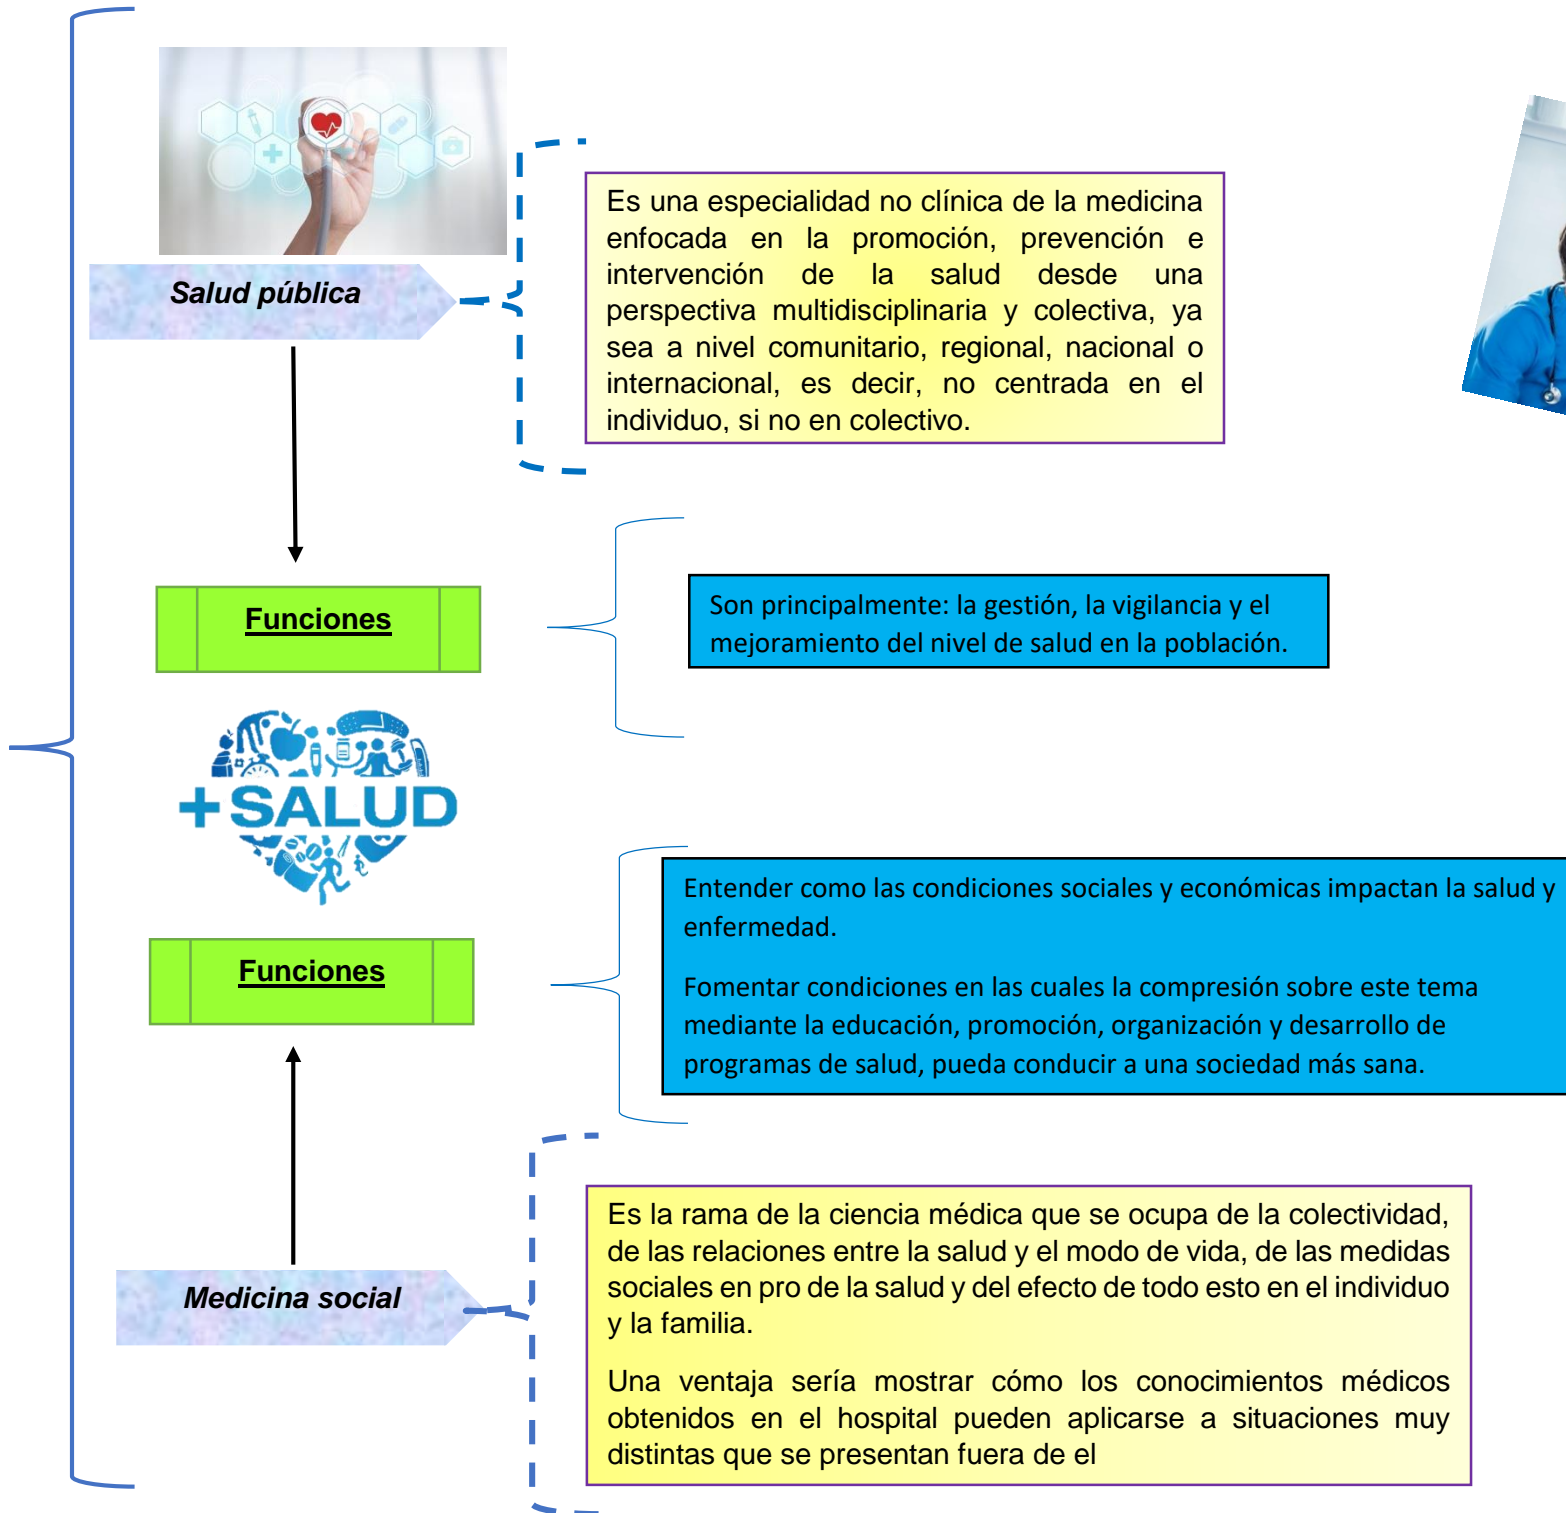 Es una especialidad no clínica de la medicina
enfocada en la promoción, prevención e
intervención de la salud desde una
perspectiva multidisciplinaria y colectiva, ya
sea a nivel comunitario, regional, nacional o
internacional, es decir, no centrada en el
individuo, si no en colectivo.
Salud pública
Funciones
Son principalmente: la gestión, la vigilancia y el
mejoramiento del nivel de salud en la población.
+SALUD
Entender como las condiciones sociales y económicas impactan la salud y
enfermedad.
Fomentar condiciones en las cuales la compresión sobre este tema
mediante la educación, promoción, organización y desarrollo de
programas de salud, pueda conducir a una sociedad más sana.
Funciones
Medicina social
Es la rama de la ciencia médica que se ocupa de la colectividad,
de las relaciones entre la salud y el modo de vida, de las medidas
sociales en pro de la salud y del efecto de todo esto en el individuo
y la familia.
Una ventaja sería mostrar cómo los conocimientos médicos
obtenidos en el hospital pueden aplicarse a situaciones muy
distintas que se presentan fuera de el